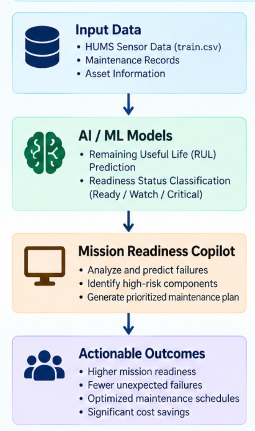 Input Data
• HUMS Sensor Data (train.csv)
• Maintenance Records
• Asset Information
AI / ML Models
• Remaining Useful Life (RUL)
Prediction
• Readiness Status Classification
(Ready / Watch / Critical)
Mission Readiness Copilot
• Analyze and predict failures
• Identify high-risk components
• Generate prioritized maintenance plan
Actionable Outcomes
• Higher mission readiness
• Fewer unexpected failures
• Optimized maintenance schedules
• Significant cost savings